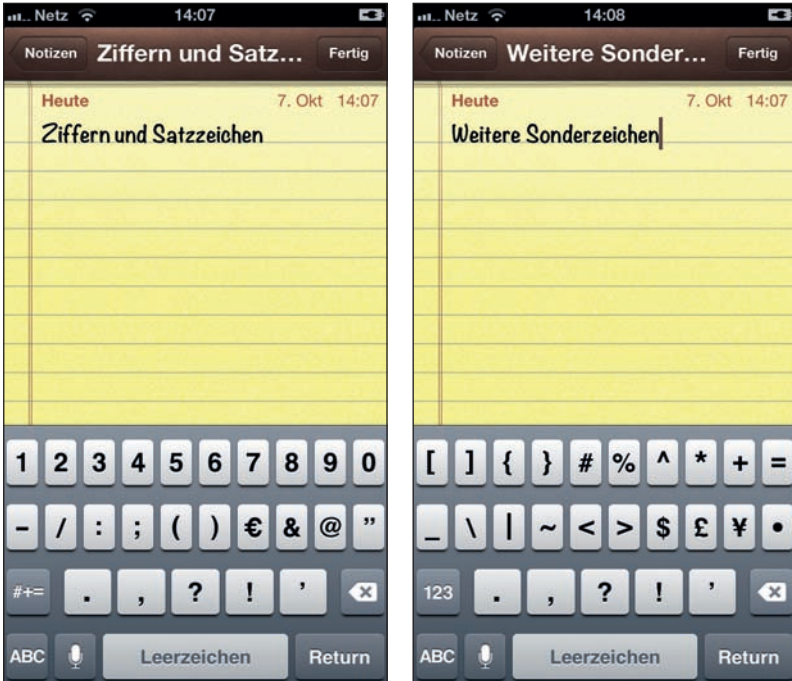 ... Netz 14:07
Notizen Ziffern und Satz... Fertig
Heute 7. Okt 14:07
Ziffern und Satzzeichen
1 2 3 4 5 6 7 8 9 0
- / : ; ( ) € & @ ”
#+= . , ? ! ’
ABC Leerzeichen Return
... Netz 14:08
Notizen Weitere Sonder... Fertig
Heute 7. Okt 14:07
Weitere Sonderzeichen
[ ] { } # % ^ * + =
_ \ | ~ < > $ £ ¥ •
123 . , ? ! ’
ABC Leerzeichen Return